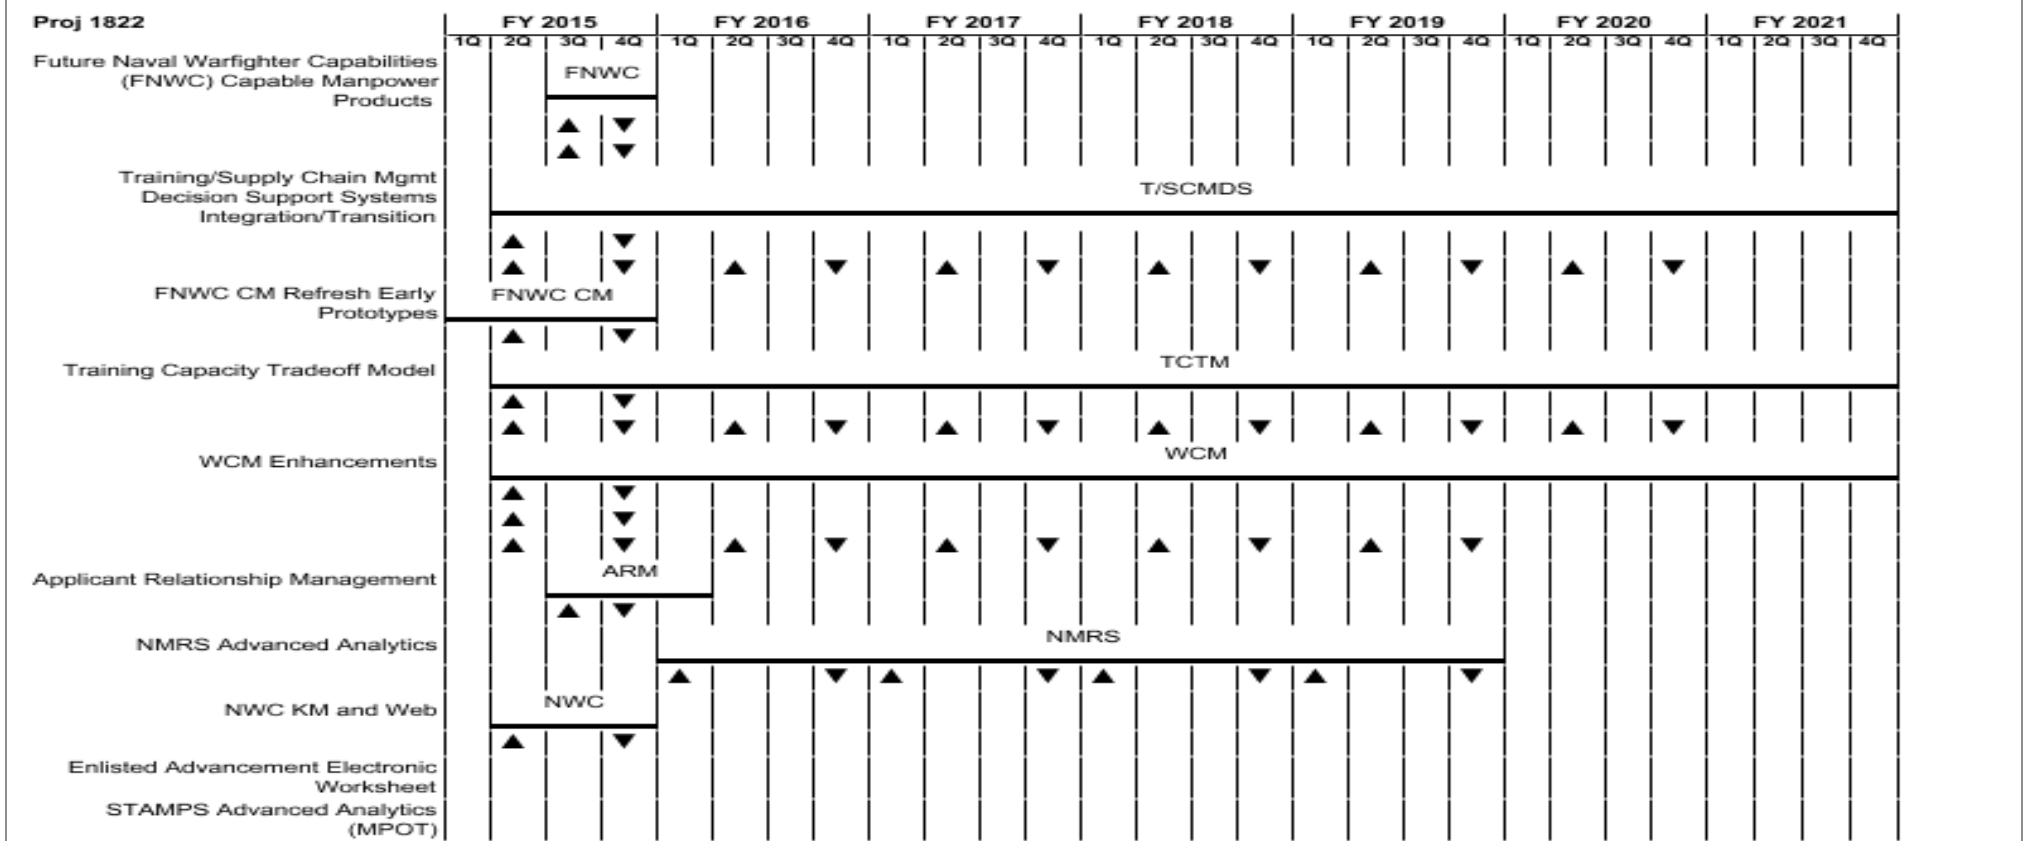 Proj 1822 FY 2015 FY 2016 FY 2017 FY 2018 FY 2019 FY 2020 FY 2021
1Q 2Q 3Q 4Q 1Q 2Q 3Q 4Q 1Q 2Q 3Q 4Q 1Q 2Q 3Q 4Q 1Q 2Q 3Q 4Q 1Q 2Q 3Q 4Q 1Q 2Q 3Q 4Q
Future Naval Warfighter Capabilities
(FNWC) Capable Manpower
Products
FNWC
Training/Supply Chain Mgmt
Decision Support Systems
Integration/Transition
T/SCMDS
FNWC CM Refresh Early
Prototypes
FNWC CM
Training Capacity Tradeoff Model
TCTM
WCM Enhancements
WCM
Applicant Relationship Management
ARM
NMRS Advanced Analytics
NMRS
NWC KM and Web
NWC
Enlisted Advancement Electronic
Worksheet
STAMPS Advanced Analytics
(MPOT)